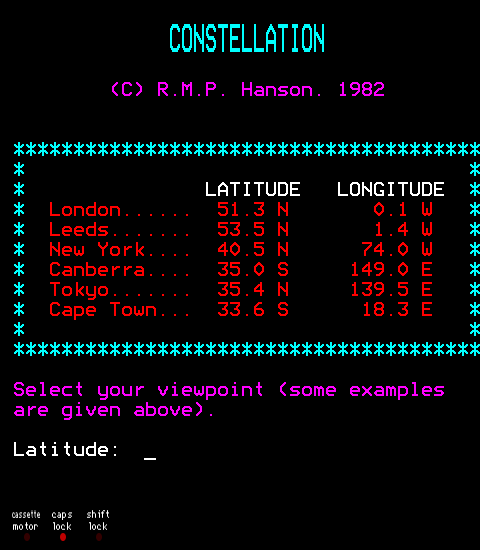 CONSTELLATION
(C) R.M.P. Hanson. 1982
****************************************
* *
* LATITUDE LONGITUDE *
* London...... 51.3 N 0.1 W *
* Leeds....... 53.5 N 1.4 W *
* New York.... 40.5 N 74.0 W *
* Canberra.... 35.0 S 149.0 E *
* Tokyo....... 35.4 N 139.5 E *
* Cape Town... 33.6 S 18.3 E *
* *
****************************************
Select your viewpoint (some examples
are given above).
Latitude: _
cassette motor caps lock shift lock